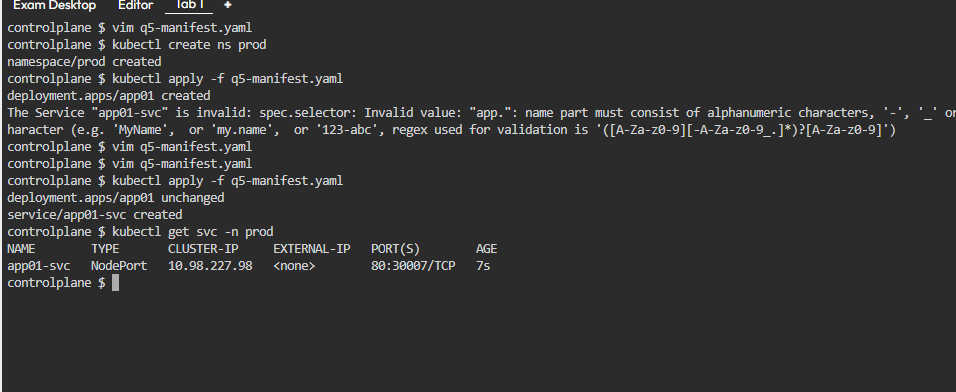 Exam Desktop Editor Tab 1 +
controlplane $ vim q5-manifest.yaml
controlplane $ kubectl create ns prod
namespace/prod created
controlplane $ kubectl apply -f q5-manifest.yaml
deployment.apps/app01 created
The Service "app01-svc" is invalid: spec.selector: Invalid value: "app.": name part must consist of alphanumeric characters, '-', '_' or
haracter (e.g. 'MyName',  or 'my.name',  or '123-abc', regex used for validation is '([A-Za-z0-9][-A-Za-z0-9_.]*)?[A-Za-z0-9]')
controlplane $ vim q5-manifest.yaml
controlplane $ vim q5-manifest.yaml
controlplane $ kubectl apply -f q5-manifest.yaml
deployment.apps/app01 unchanged
service/app01-svc created
controlplane $ kubectl get svc -n prod
NAME        TYPE       CLUSTER-IP      EXTERNAL-IP   PORT(S)        AGE
app01-svc   NodePort   10.98.227.98    <none>        80:30007/TCP   7s
controlplane $